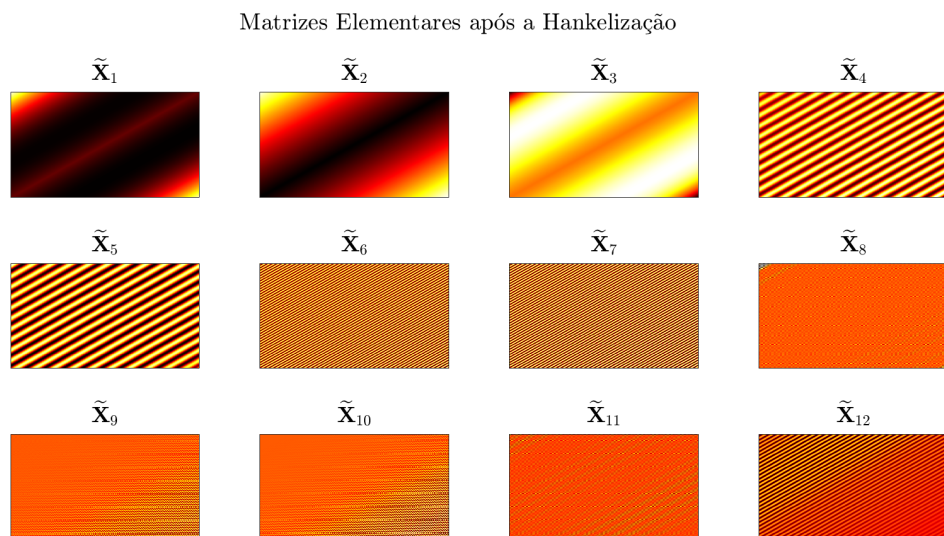 Matrizes Elementares após a Hankelização
X̃₁ X̃₂ X̃₃ X̃₄
X̃₅ X̃₆ X̃₇ X̃₈
X̃₉ X̃₁₀ X̃₁₁ X̃₁₂